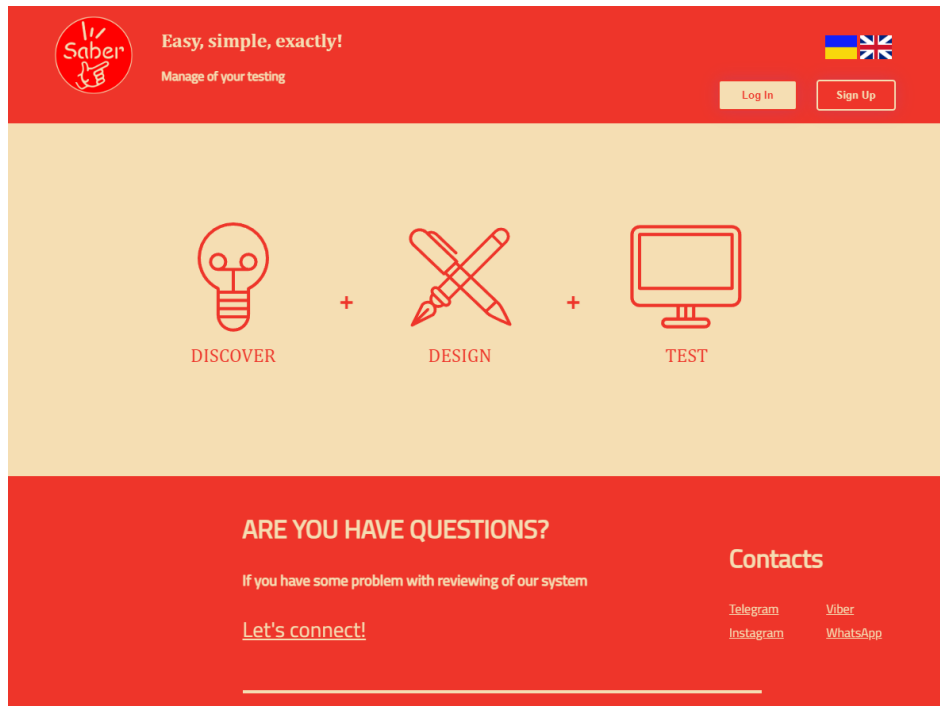 Saber
Easy, simple, exactly!
Manage of your testing
Log In
Sign Up
+
+
DISCOVER
DESIGN
TEST
ARE YOU HAVE QUESTIONS?
If you have some problem with reviewing of our system
Let's connect!
Contacts
Telegram
Viber
Instagram
WhatsApp